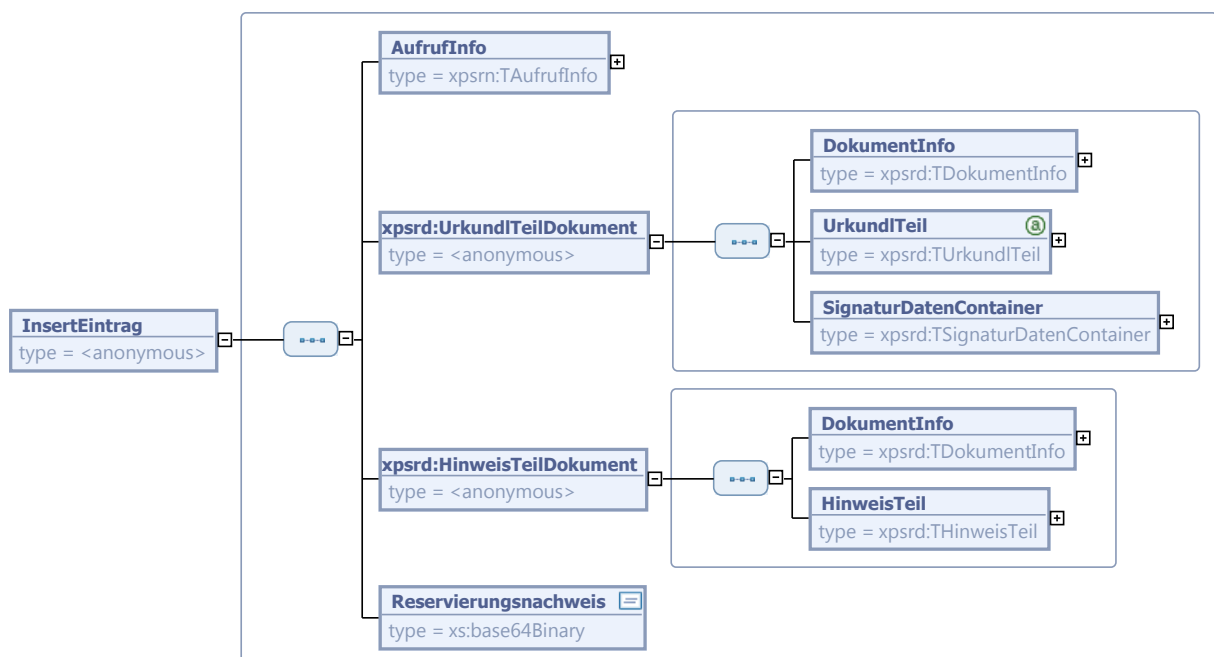 AufrufInfo
type = xpsrn:TAufrufInfo
DokumentInfo
type = xpsrd:TDokumentInfo
xpsrd:UrkundlTeilDokument
type = <anonymous>
UrkundlTeil
type = xpsrd:TUrkundlTeil
SignaturDatenContainer
type = xpsrd:TSignaturDatenContainer
InsertEintrag
type = <anonymous>
xpsrd:HinweisTeilDokument
type = <anonymous>
DokumentInfo
type = xpsrd:TDokumentInfo
HinweisTeil
type = xpsrd:THinweisTeil
Reservierungsnachweis
type = xs:base64Binary